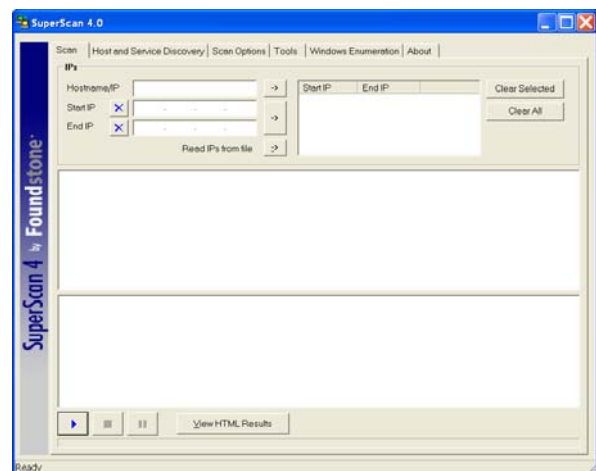 SuperScan 4.0
Scan Host and Service Discovery Scan Options Tools Windows Enumeration About
IPs
Hostname/IP
Start IP
End IP
Read IPs from file
->
->
->
Start IP End IP
Clear Selected
Clear All
SuperScan 4 by Foundstone
View HTML Results
Ready